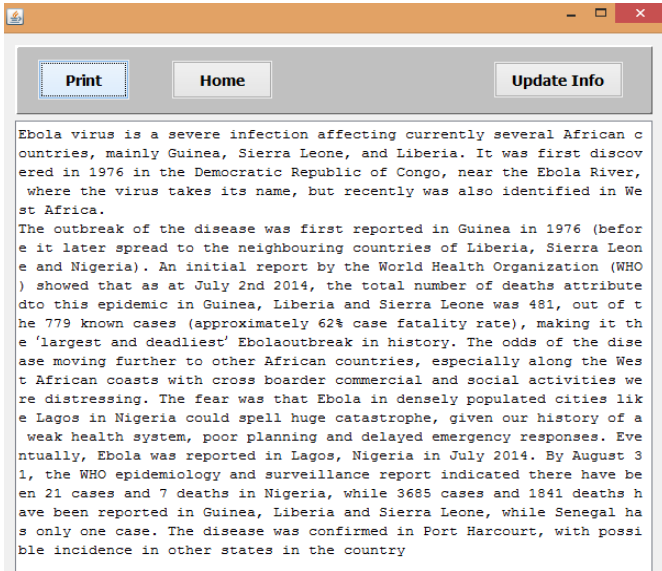 Print Home Update Info
Ebola virus is a severe infection affecting currently several African c
ountries, mainly Guinea, Sierra Leone, and Liberia. It was first discov
ered in 1976 in the Democratic Republic of Congo, near the Ebola River,
 where the virus takes its name, but recently was also identified in We
st Africa.
The outbreak of the disease was first reported in Guinea in 1976 (befor
e it later spread to the neighbouring countries of Liberia, Sierra Leon
e and Nigeria). An initial report by the World Health Organization (WHO
) showed that as at July 2nd 2014, the total number of deaths attribute
dto this epidemic in Guinea, Liberia and Sierra Leone was 481, out of t
he 779 known cases (approximately 62% case fatality rate), making it th
e ‘largest and deadliest’ Ebolaoutbreak in history. The odds of the dise
ase moving further to other African countries, especially along the Wes
t African coasts with cross boarder commercial and social activities we
re distressing. The fear was that Ebola in densely populated cities lik
e Lagos in Nigeria could spell huge catastrophe, given our history of a
 weak health system, poor planning and delayed emergency responses. Eve
ntually, Ebola was reported in Lagos, Nigeria in July 2014. By August 3
1, the WHO epidemiology and surveillance report indicated there have be
en 21 cases and 7 deaths in Nigeria, while 3685 cases and 1841 deaths h
ave been reported in Guinea, Liberia and Sierra Leone, while Senegal ha
s only one case. The disease was confirmed in Port Harcourt, with possi
ble incidence in other states in the country